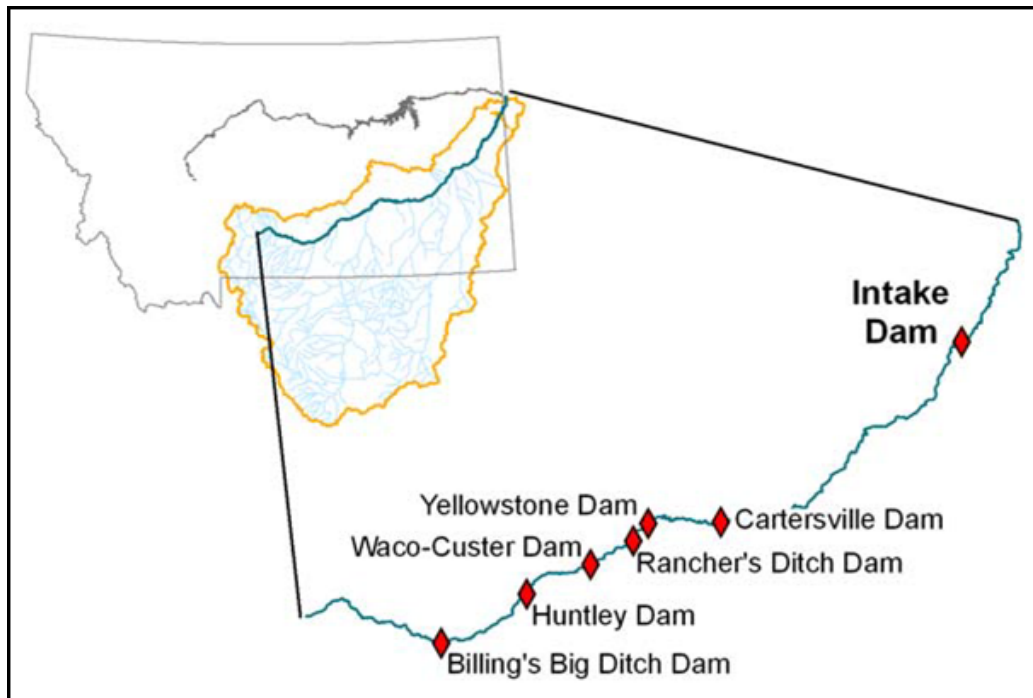 Intake
Dam
Yellowstone Dam
Cartersville Dam
Waco-Custer Dam
Rancher's Ditch Dam
Huntley Dam
Billing's Big Ditch Dam